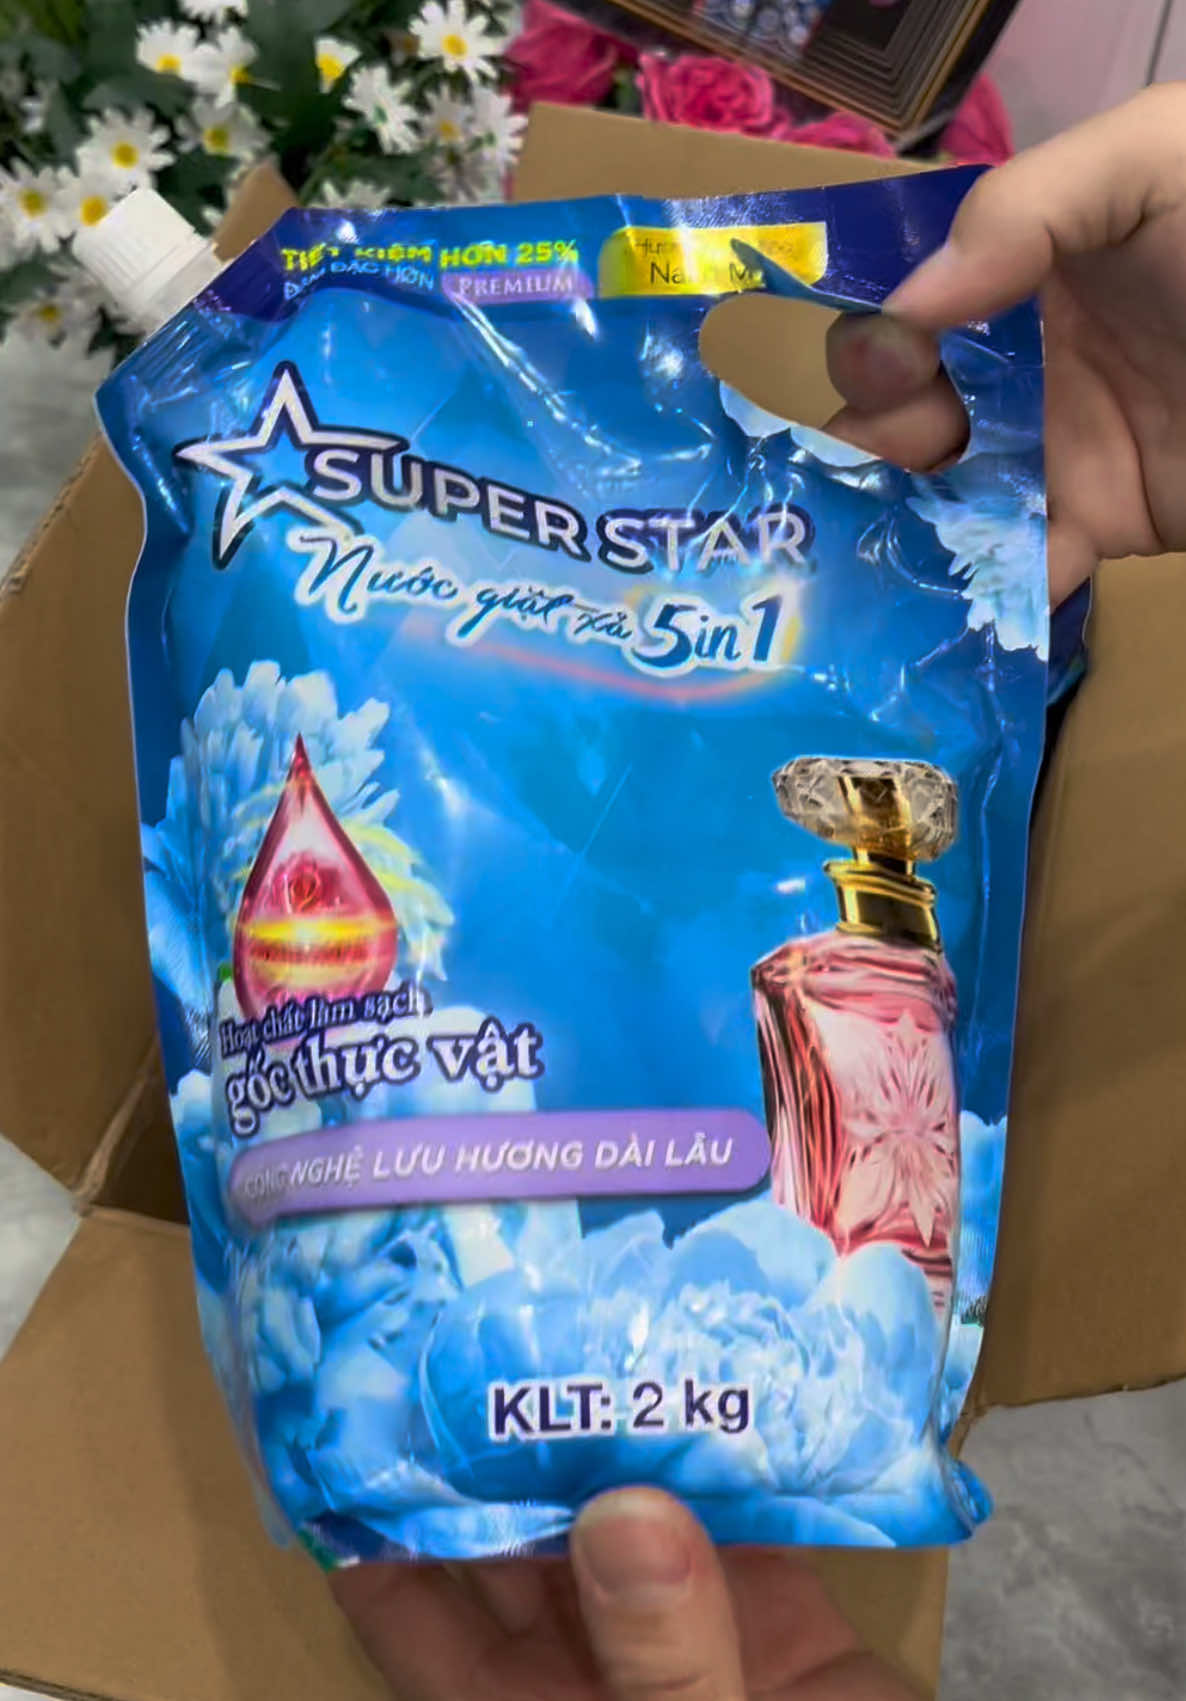 TIẾT KIỆM HƠN 25%
ĐẬM ĐẶC HƠN PREMIUM
SUPER STAR
Nước giặt xả 5in1
Hoạt chất làm sạch
gốc thực vật
CÔNG NGHỆ LƯU HƯƠNG DÀI LÂU
KLT: 2 kg